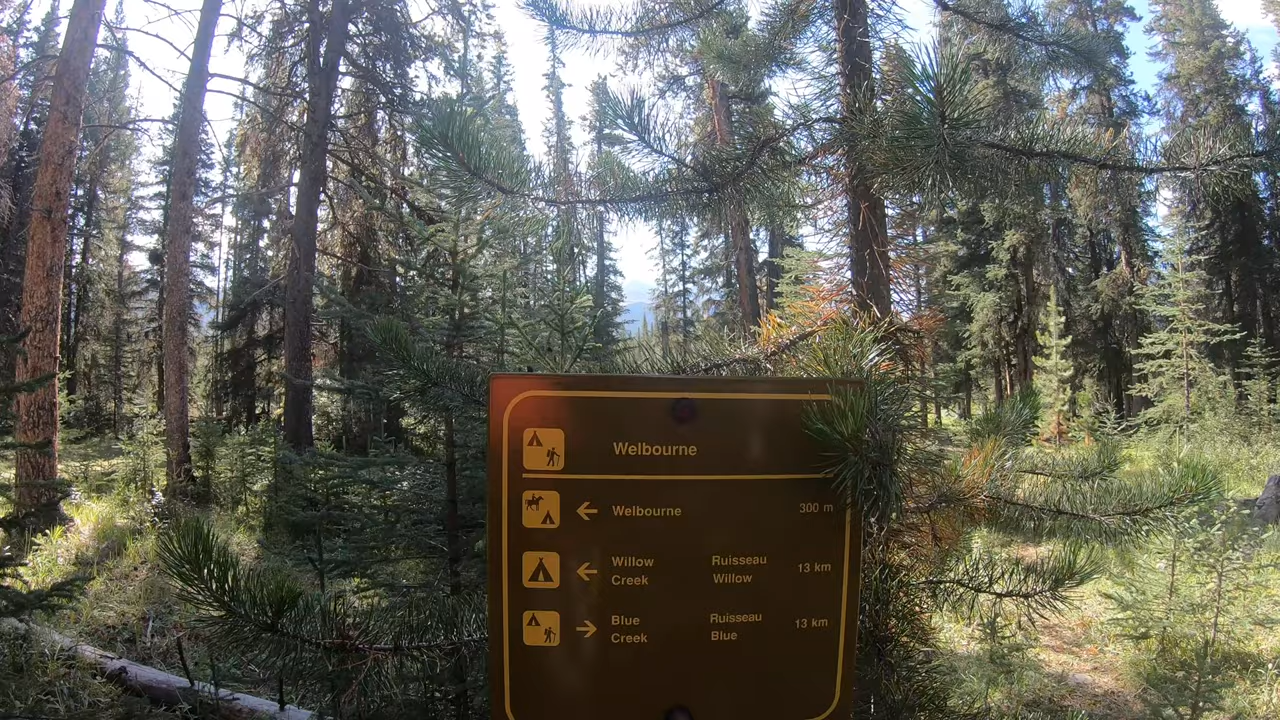 Welbourne
Welbourne 300 m
Willow Ruisseau 13 km
Creek Willow
Blue Ruisseau 13 km
Creek Blue